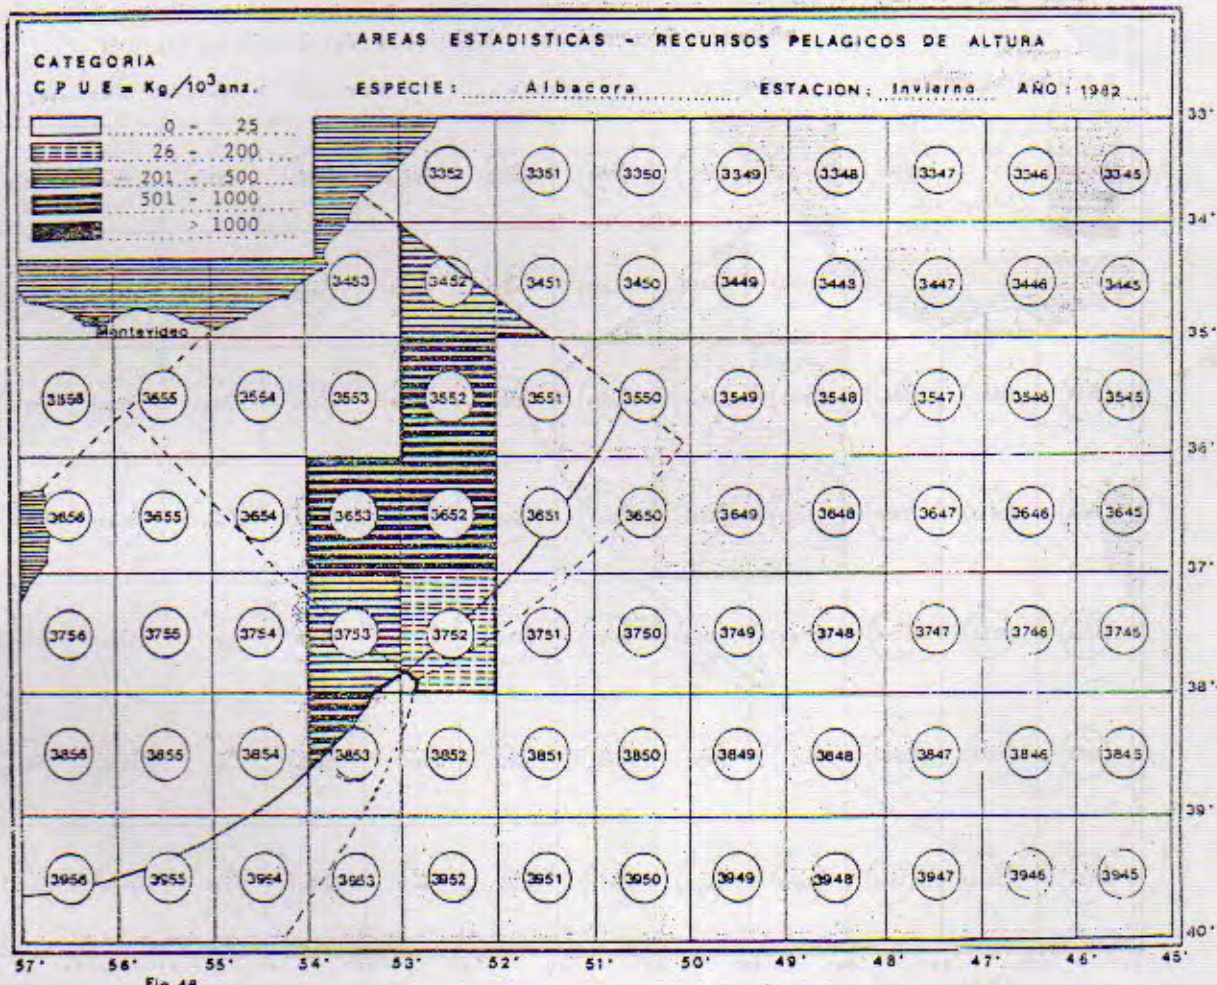 AREAS ESTADISTICAS - RECURSOS PELAGICOS DE ALTURA
CATEGORIA
C P U E = Kg/10³anz.
ESPECIE: Albacora ESTACION: Invierno AÑO: 1982
0 - 25
26 - 200
201 - 500
501 - 1000
> 1000
33°
3352 3351 3350 3349 3348 3347 3346 3345
34°
3453 3452 3451 3450 3449 3448 3447 3446 3445
Montevideo
35°
3556 3555 3554 3553 3552 3551 3550 3549 3548 3547 3546 3545
36°
3656 3655 3654 3653 3652 3651 3650 3649 3648 3647 3646 3645
37°
3756 3755 3754 3753 3752 3751 3750 3749 3748 3747 3746 3745
38°
3856 3855 3854 3853 3852 3851 3850 3849 3848 3847 3846 3845
39°
3956 3955 3954 3953 3952 3951 3950 3949 3948 3947 3946 3945
40°
57° 56° 55° 54° 53° 52° 51° 50° 49° 48° 47° 46° 45°